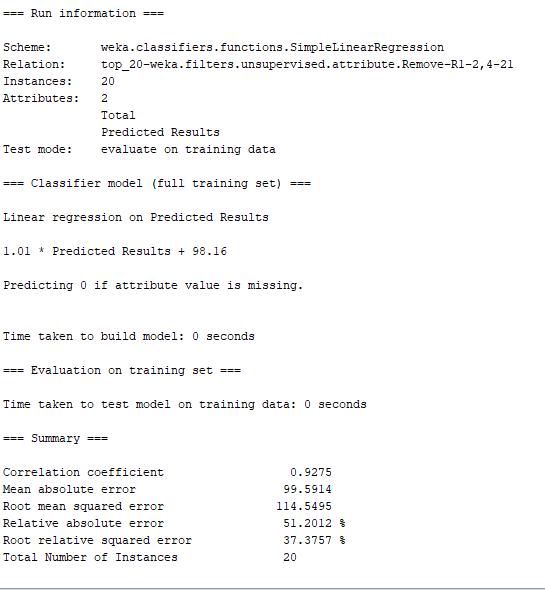 === Run information ===
Scheme: weka.classifiers.functions.SimpleLinearRegression
Relation: top_20-weka.filters.unsupervised.attribute.Remove-R1-2,4-21
Instances: 20
Attributes: 2
Total
Predicted Results
Test mode: evaluate on training data
=== Classifier model (full training set) ===
Linear regression on Predicted Results
1.01 * Predicted Results + 98.16
Predicting 0 if attribute value is missing.
Time taken to build model: 0 seconds
=== Evaluation on training set ===
Time taken to test model on training data: 0 seconds
=== Summary ===
Correlation coefficient 0.9275
Mean absolute error 99.5914
Root mean squared error 114.5495
Relative absolute error 51.2012 %
Root relative squared error 37.3757 %
Total Number of Instances 20